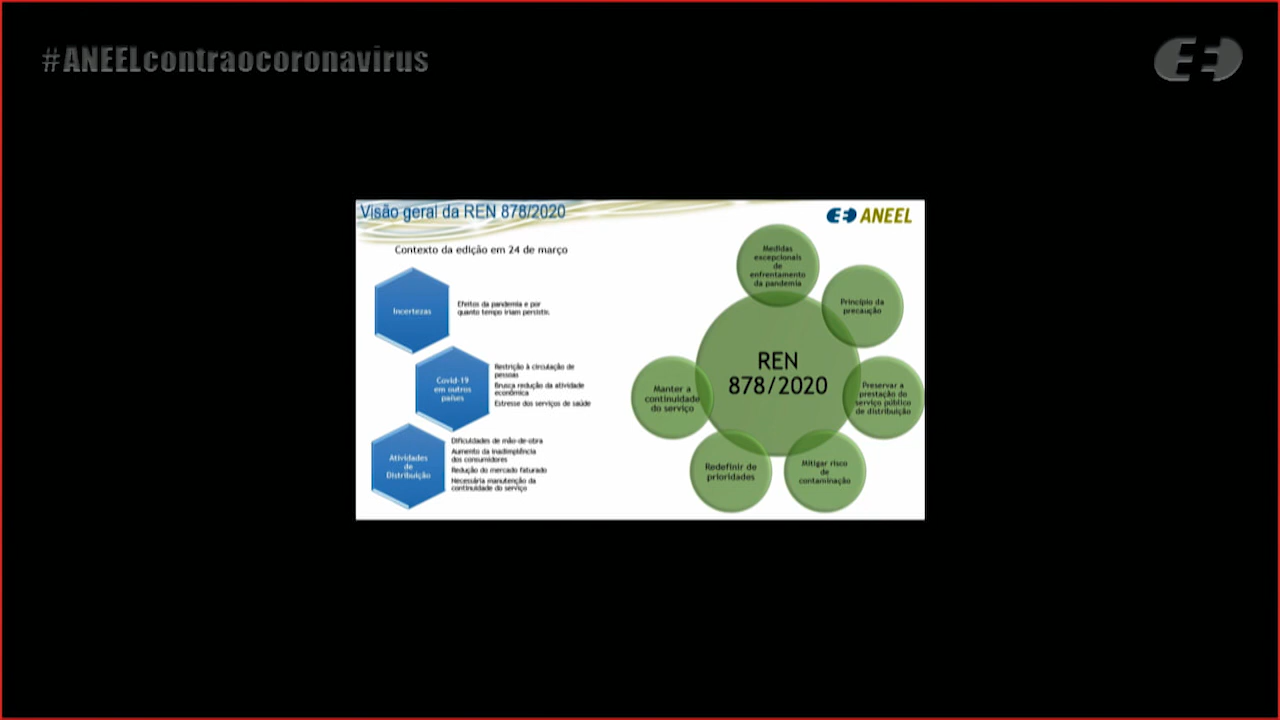 #ANEELcontraocoronavirus
Visão geral da REN 878/2020
ANEEL
Contexto da edição em 24 de março
Incertezas
Efeitos da pandemia e por
quanto tempo iriam persistir.
Covid-19
em outros
países
Restrição à circulação de
pessoas
Brusca redução da atividade
econômica
Estresse dos serviços de saúde
Atividades
de
Distribuição
Dificuldades de mão-de-obra
Aumento da inadimplência
dos consumidores
Redução do mercado faturado
Necessária manutenção da
continuidade do serviço
REN
878/2020
Medidas
excepcionais
de
enfrentamento
da pandemia
Princípio da
precaução
Preservar a
prestação do
serviço público
de distribuição
Mitigar risco
de
contaminação
Redefinir de
prioridades
Manter a
continuidade
do serviço